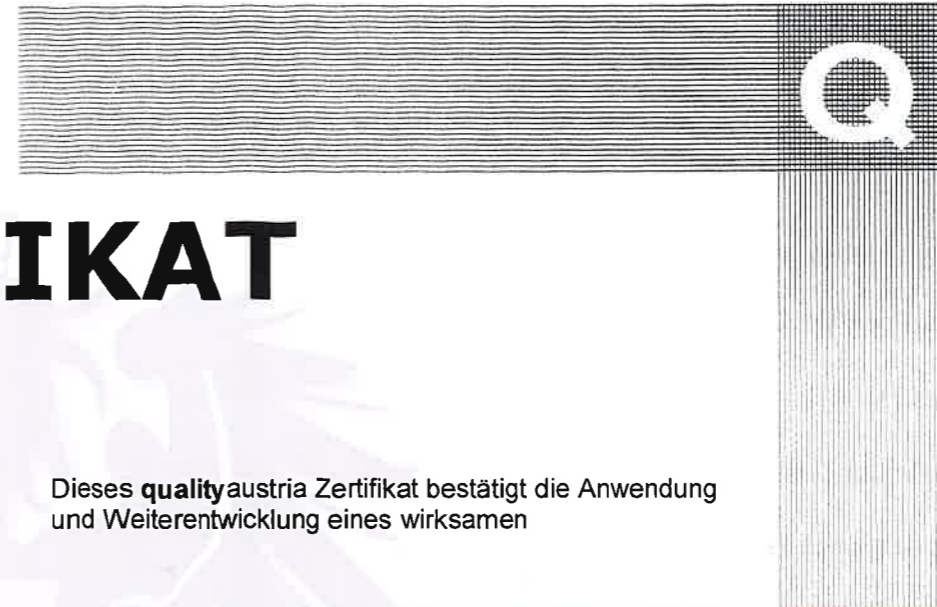 Q
IKAT
Dieses qualityaustria Zertifikat bestätigt die Anwendung
und Weiterentwicklung eines wirksamen